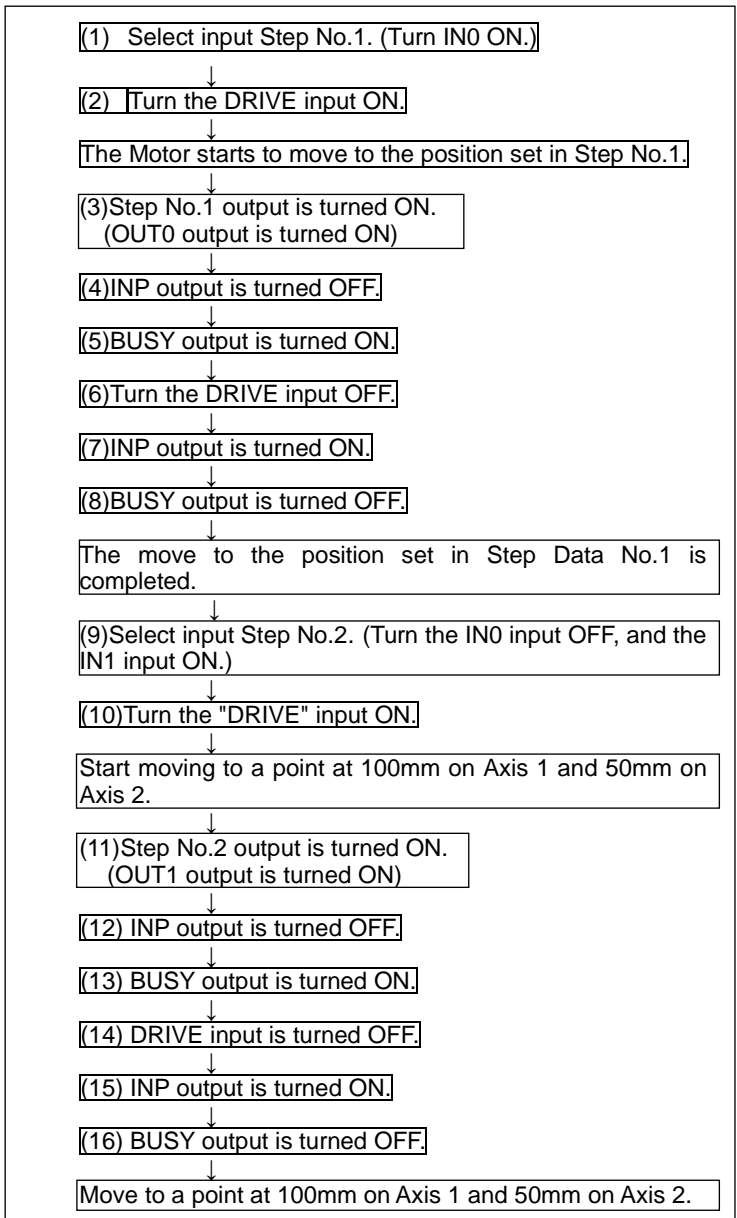 (1) Select input Step No.1. (Turn IN0 ON.)
↓
(2) Turn the DRIVE input ON.
↓
The Motor starts to move to the position set in Step No.1.
↓
(3)Step No.1 output is turned ON.
(OUT0 output is turned ON)
↓
(4)INP output is turned OFF.
↓
(5)BUSY output is turned ON.
↓
(6)Turn the DRIVE input OFF.
↓
(7)INP output is turned ON.
↓
(8)BUSY output is turned OFF.
↓
The move to the position set in Step Data No.1 is
completed.
↓
(9)Select input Step No.2. (Turn the IN0 input OFF, and the
IN1 input ON.)
↓
(10)Turn the "DRIVE" input ON.
↓
Start moving to a point at 100mm on Axis 1 and 50mm on
Axis 2.
↓
(11)Step No.2 output is turned ON.
(OUT1 output is turned ON)
↓
(12) INP output is turned OFF.
↓
(13) BUSY output is turned ON.
↓
(14) DRIVE input is turned OFF.
↓
(15) INP output is turned ON.
↓
(16) BUSY output is turned OFF.
↓
Move to a point at 100mm on Axis 1 and 50mm on Axis 2.